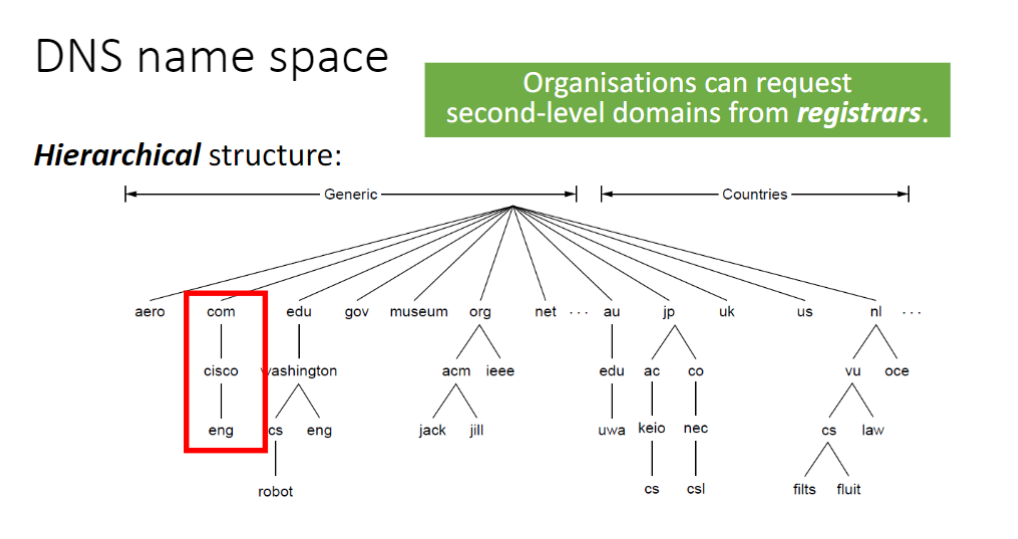 DNS name space
Organisations can request
second-level domains from registrars.
Hierarchical structure:
Generic Countries
aero com edu gov museum org net ... au jp uk us nl ...
cisco washington acm ieee edu ac co vu oce
eng cs eng jack jill uwa keio nec cs law
robot cs csl filts fluit